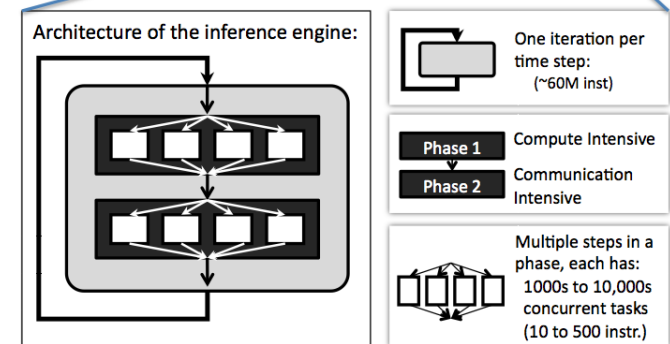 Architecture of the inference engine:
One iteration per
time step:
(~60M inst)
Phase 1
Compute Intensive
Phase 2
Communication
Intensive
Multiple steps in a
phase, each has:
1000s to 10,000s
concurrent tasks
(10 to 500 instr.)